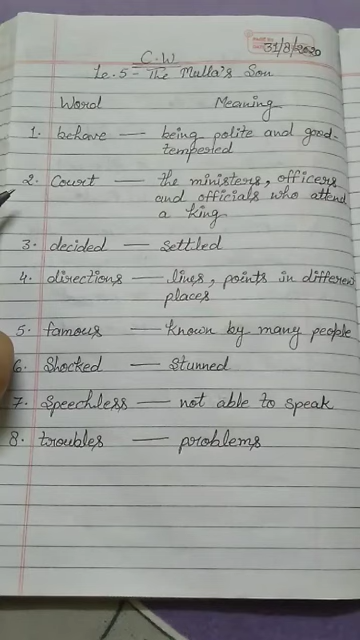 31/8/2020
C.W
Le.5 - The Mulla's Son
Word Meaning
1. behave — being polite and good-
tempered
2. Court — the ministers, officers
and officials who attend
a king
3. decided — settled
4. directions — lines, points in different
places
5. famous — known by many people
6. Shocked — stunned
7. Speechless — not able to speak
8. troubles — problems